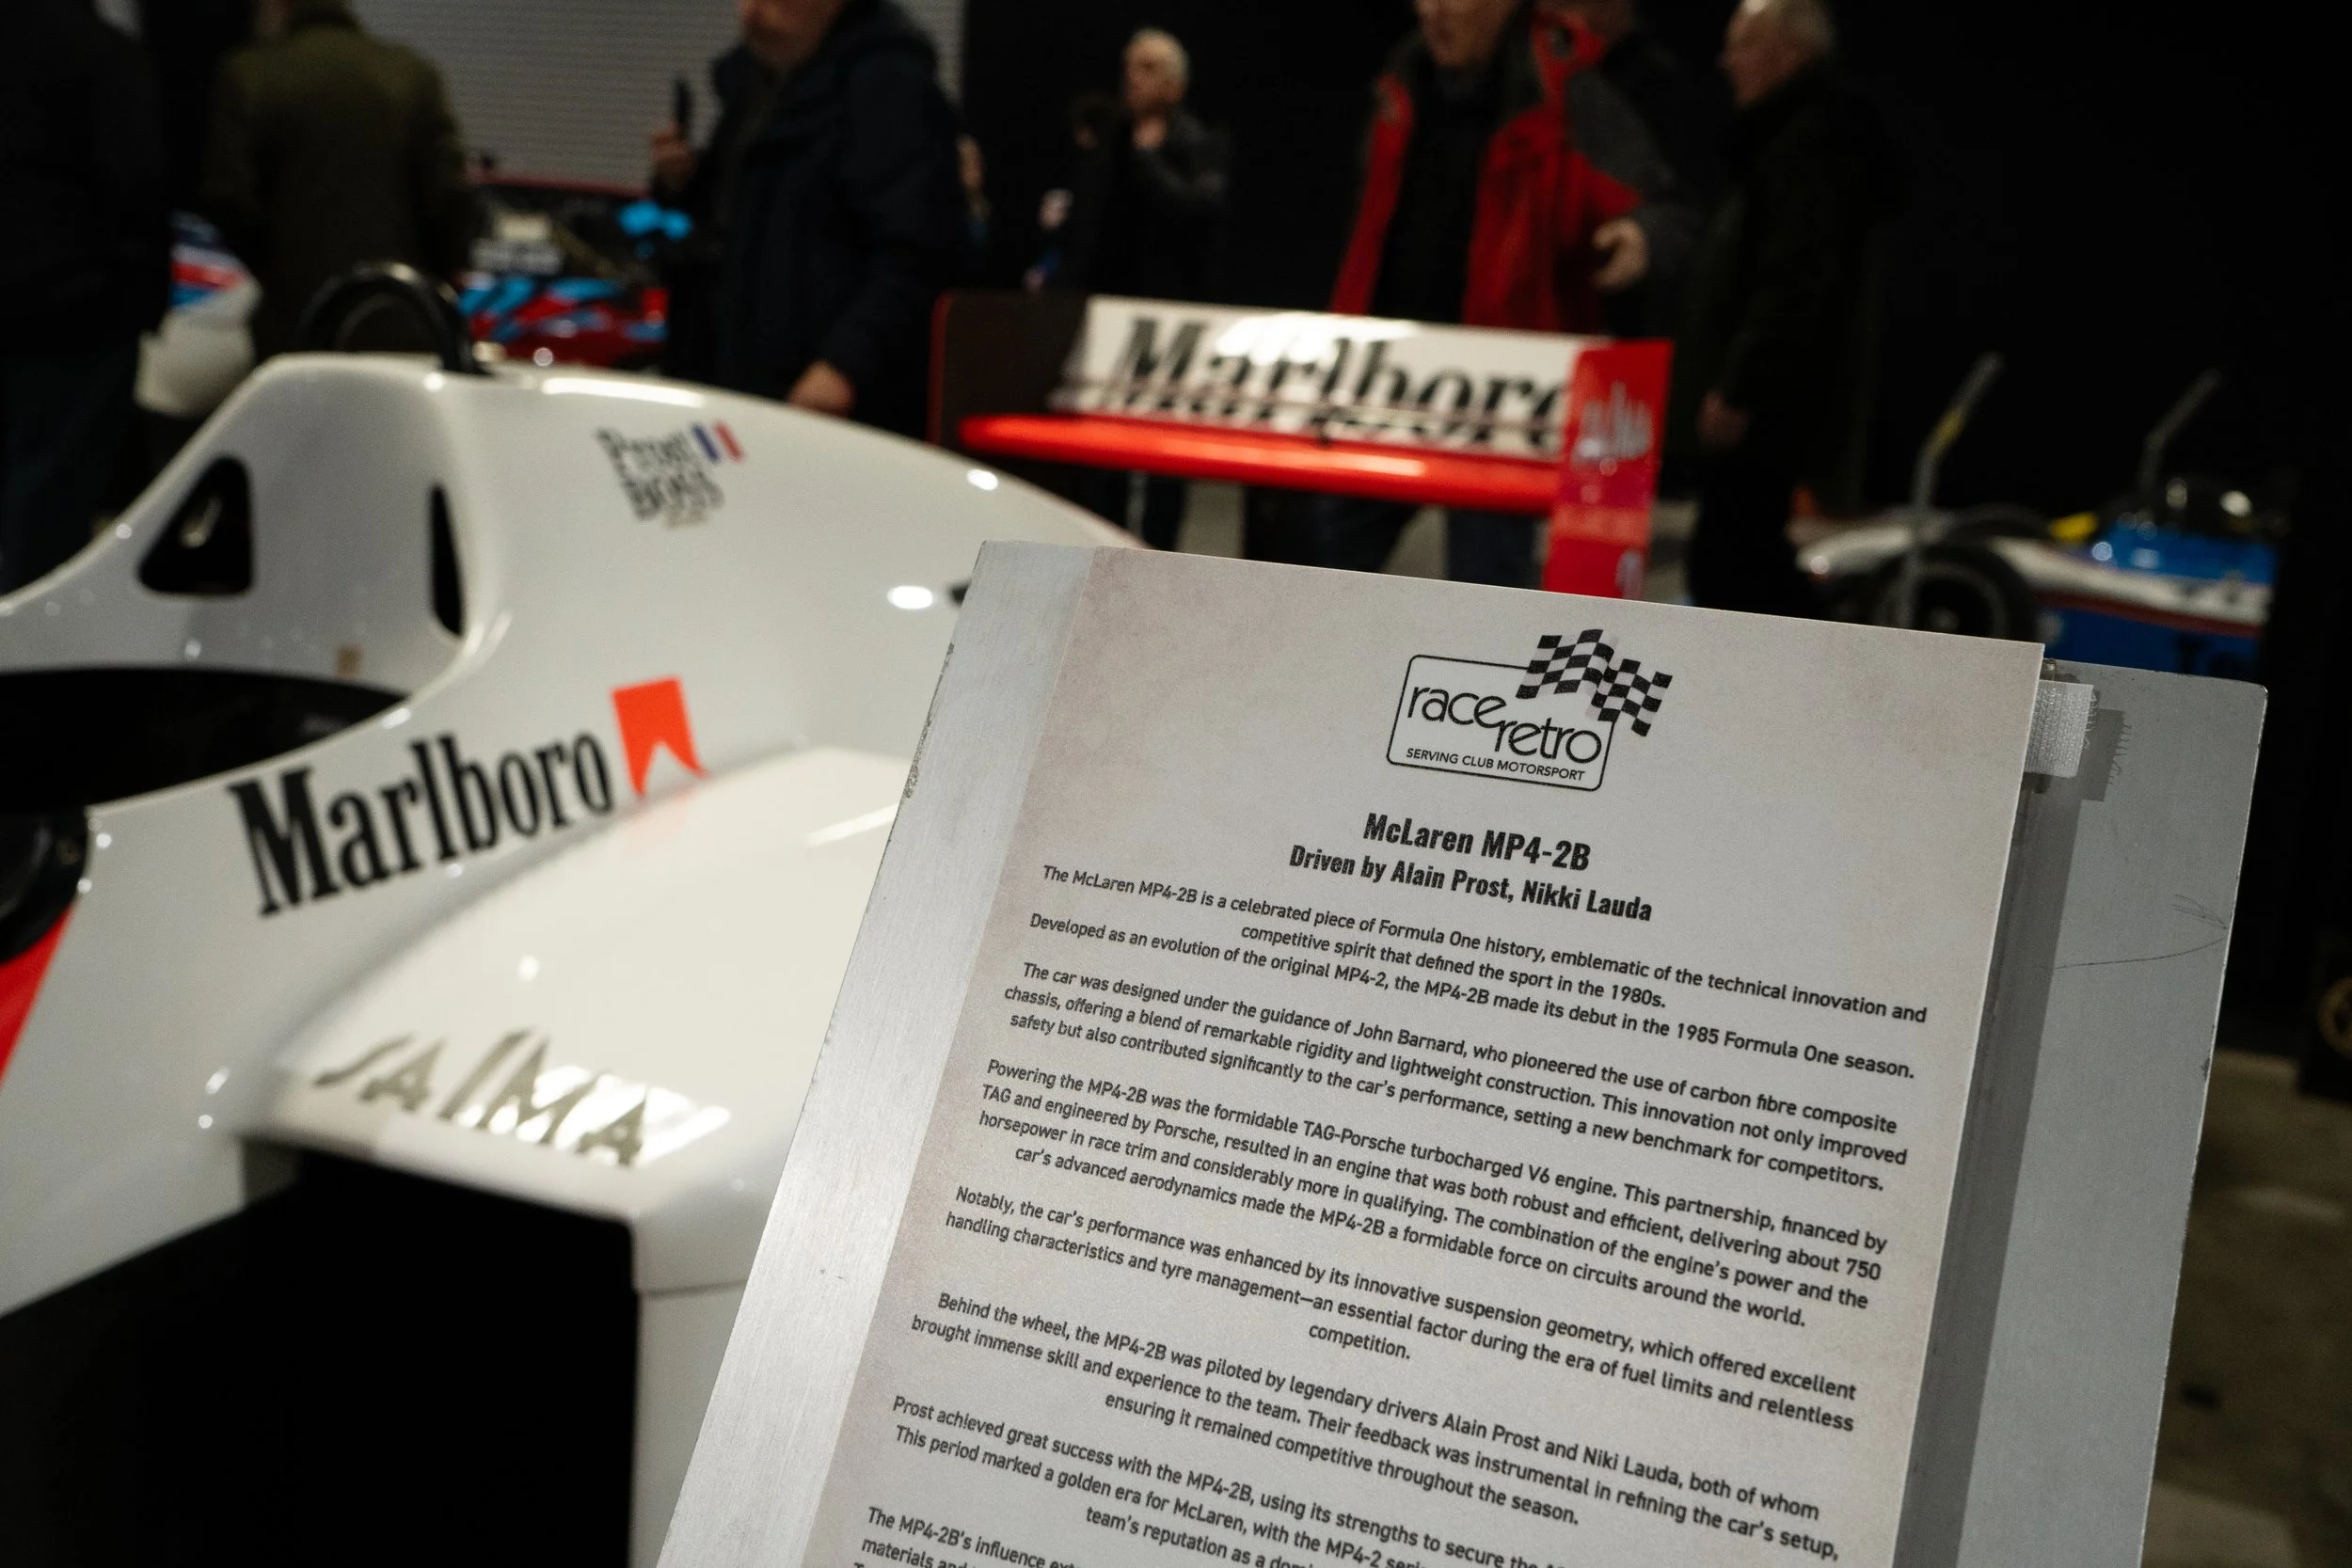 Prost
BOSS
Marlboro
Marlboro
SAIMA
race retro
SERVING CLUB MOTORSPORT
McLaren MP4-2B
Driven by Alain Prost, Nikki Lauda
The McLaren MP4-2B is a celebrated piece of Formula One history, emblematic of the technical innovation and
competitive spirit that defined the sport in the 1980s.
Developed as an evolution of the original MP4-2, the MP4-2B made its debut in the 1985 Formula One season.
The car was designed under the guidance of John Barnard, who pioneered the use of carbon fibre composite
chassis, offering a blend of remarkable rigidity and lightweight construction. This innovation not only improved
safety but also contributed significantly to the car's performance, setting a new benchmark for competitors.
Powering the MP4-2B was the formidable TAG-Porsche turbocharged V6 engine. This partnership, financed by
TAG and engineered by Porsche, resulted in an engine that was both robust and efficient, delivering about 750
horsepower in race trim and considerably more in qualifying. The combination of the engine's power and the
car's advanced aerodynamics made the MP4-2B a formidable force on circuits around the world.
Notably, the car's performance was enhanced by its innovative suspension geometry, which offered excellent
handling characteristics and tyre management—an essential factor during the era of fuel limits and relentless
competition.
Behind the wheel, the MP4-2B was piloted by legendary drivers Alain Prost and Niki Lauda, both of whom
brought immense skill and experience to the team. Their feedback was instrumental in refining the car's setup,
ensuring it remained competitive throughout the season.
Prost achieved great success with the MP4-2B, using its strengths to secure the
This period marked a golden era for McLaren, with the MP4-2
team's reputation as a
The MP4-2B's influence
materials and